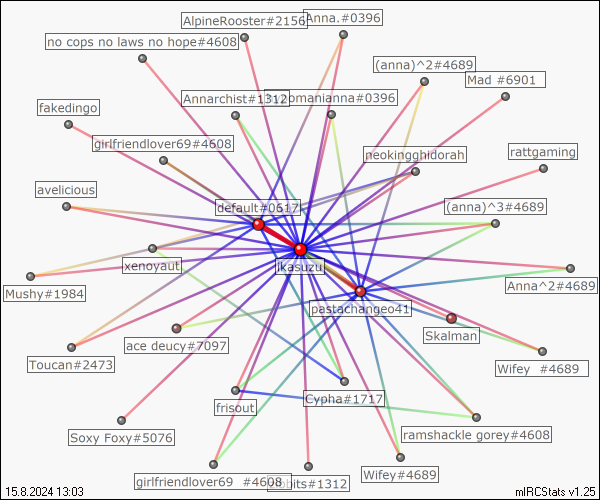 AlpineRooster#2156
Anna.#0396
no cops no laws no hope#4608
(anna)^2#4689
Mad #6901
Annarchist#1312
omanianna#0396
fakedingo
girlfriendlover69#4608
neokingghidorah
rattgaming
avelicious
default#0617
(anna)^3#4689
xenoyaut
ikasuzu
Anna^2#4689
Mushy#1984
pastachangeo41
Skalman
ace deucy#7097
Toucan#2473
Wifey #4689
Cypha#1717
frisout
Soxy Foxy#5076
ramshackle gorey#4608
Wifey#4689
girlfriendlover69 #4608
bits#1312
15.8.2024 13:03
mIRCStats v1.25